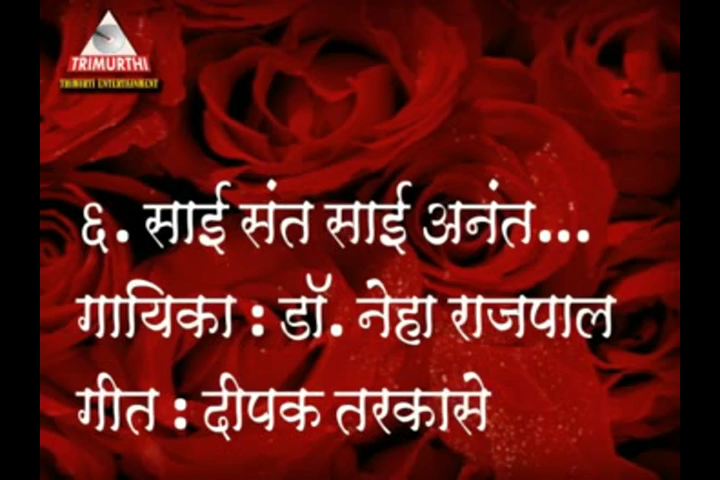 TRIMURTHI
TRIMURTI ENTERTAINMENT
६. साई संत साई अनंत...
गायिका : डॉ. नेहा राजपाल
गीत : दीपक तरकासे